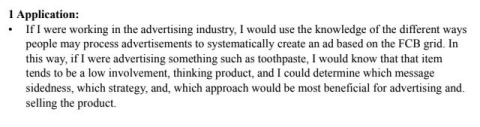 1 Application:
• If I were working in the advertising industry, I would use the knowledge of the different ways
people may process advertisements to systematically create an ad based on the FCB grid. In
this way, if I were advertising something such as toothpaste, I would know that that item
tends to be a low involvement, thinking product, and I could determine which message
sidedness, which strategy, and, which approach would be most beneficial for advertising and.
selling the product.